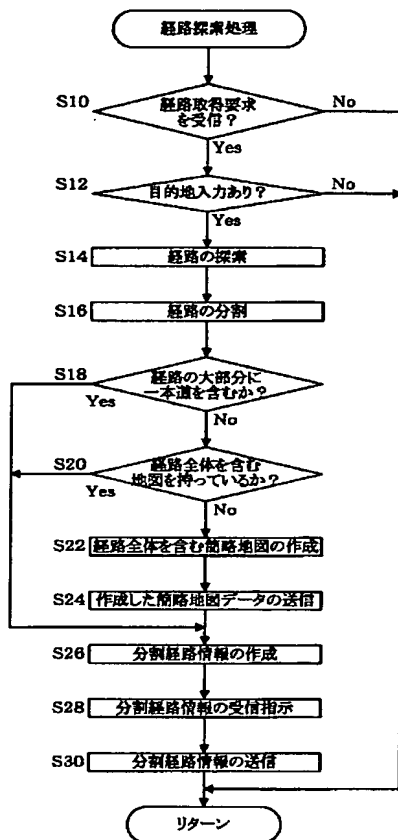 経路探索処理
S10
経路取得要求
を受信？
No
Yes
S12
目的地入力あり？
No
Yes
S14
経路の探索
S16
経路の分割
S18
経路の大部分に
一本道を含むか？
Yes
No
S20
経路全体を含む
地図を持っているか？
Yes
No
S22
経路全体を含む簡略地図の作成
S24
作成した簡略地図データの送信
S26
分割経路情報の作成
S28
分割経路情報の受信指示
S30
分割経路情報の送信
リターン